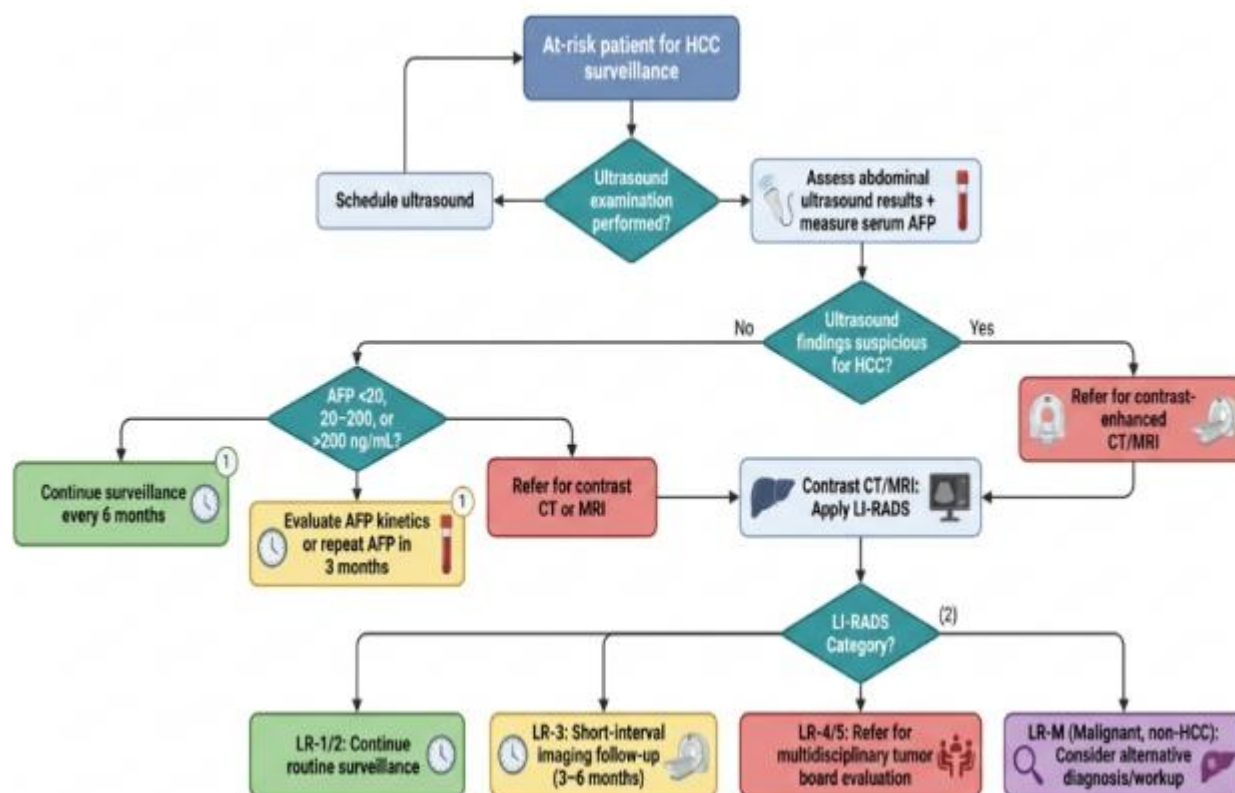 At-risk patient for HCC
surveillance
Schedule ultrasound
Ultrasound
examination
performed?
Assess abdominal
ultrasound results +
measure serum AFP
No
Ultrasound
findings suspicious
for HCC?
Yes
AFP <20,
20–200, or
>200 ng/mL?
Refer for contrast-
enhanced
CT/MRI
1
Continue surveillance
every 6 months
1
Evaluate AFP kinetics
or repeat AFP in
3 months
Refer for contrast
CT or MRI
Contrast CT/MRI:
Apply LI-RADS
LI-RADS
Category?
(2)
LR-1/2: Continue
routine surveillance
LR-3: Short-interval
imaging follow-up
(3–6 months)
LR-4/5: Refer for
multidisciplinary tumor
board evaluation
LR-M (Malignant, non-HCC):
Consider alternative
diagnosis/workup